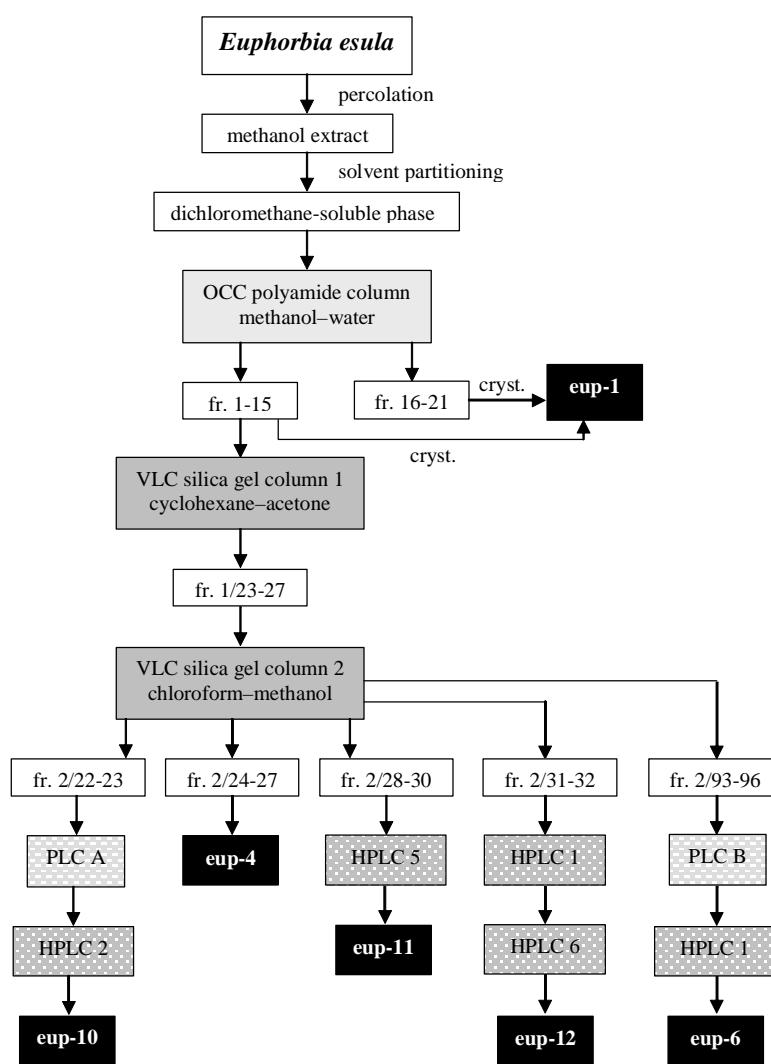 Euphorbia esula
percolation
methanol extract
solvent partitioning
dichloromethane-soluble phase
OCC polyamide column
methanol–water
fr. 1-15
fr. 16-21
cryst.
eup-1
cryst.
VLC silica gel column 1
cyclohexane–acetone
fr. 1/23-27
VLC silica gel column 2
chloroform–methanol
fr. 2/22-23
fr. 2/24-27
fr. 2/28-30
fr. 2/31-32
fr. 2/93-96
PLC A
eup-4
HPLC 5
HPLC 1
PLC B
HPLC 2
eup-11
HPLC 6
HPLC 1
eup-10
eup-12
eup-6